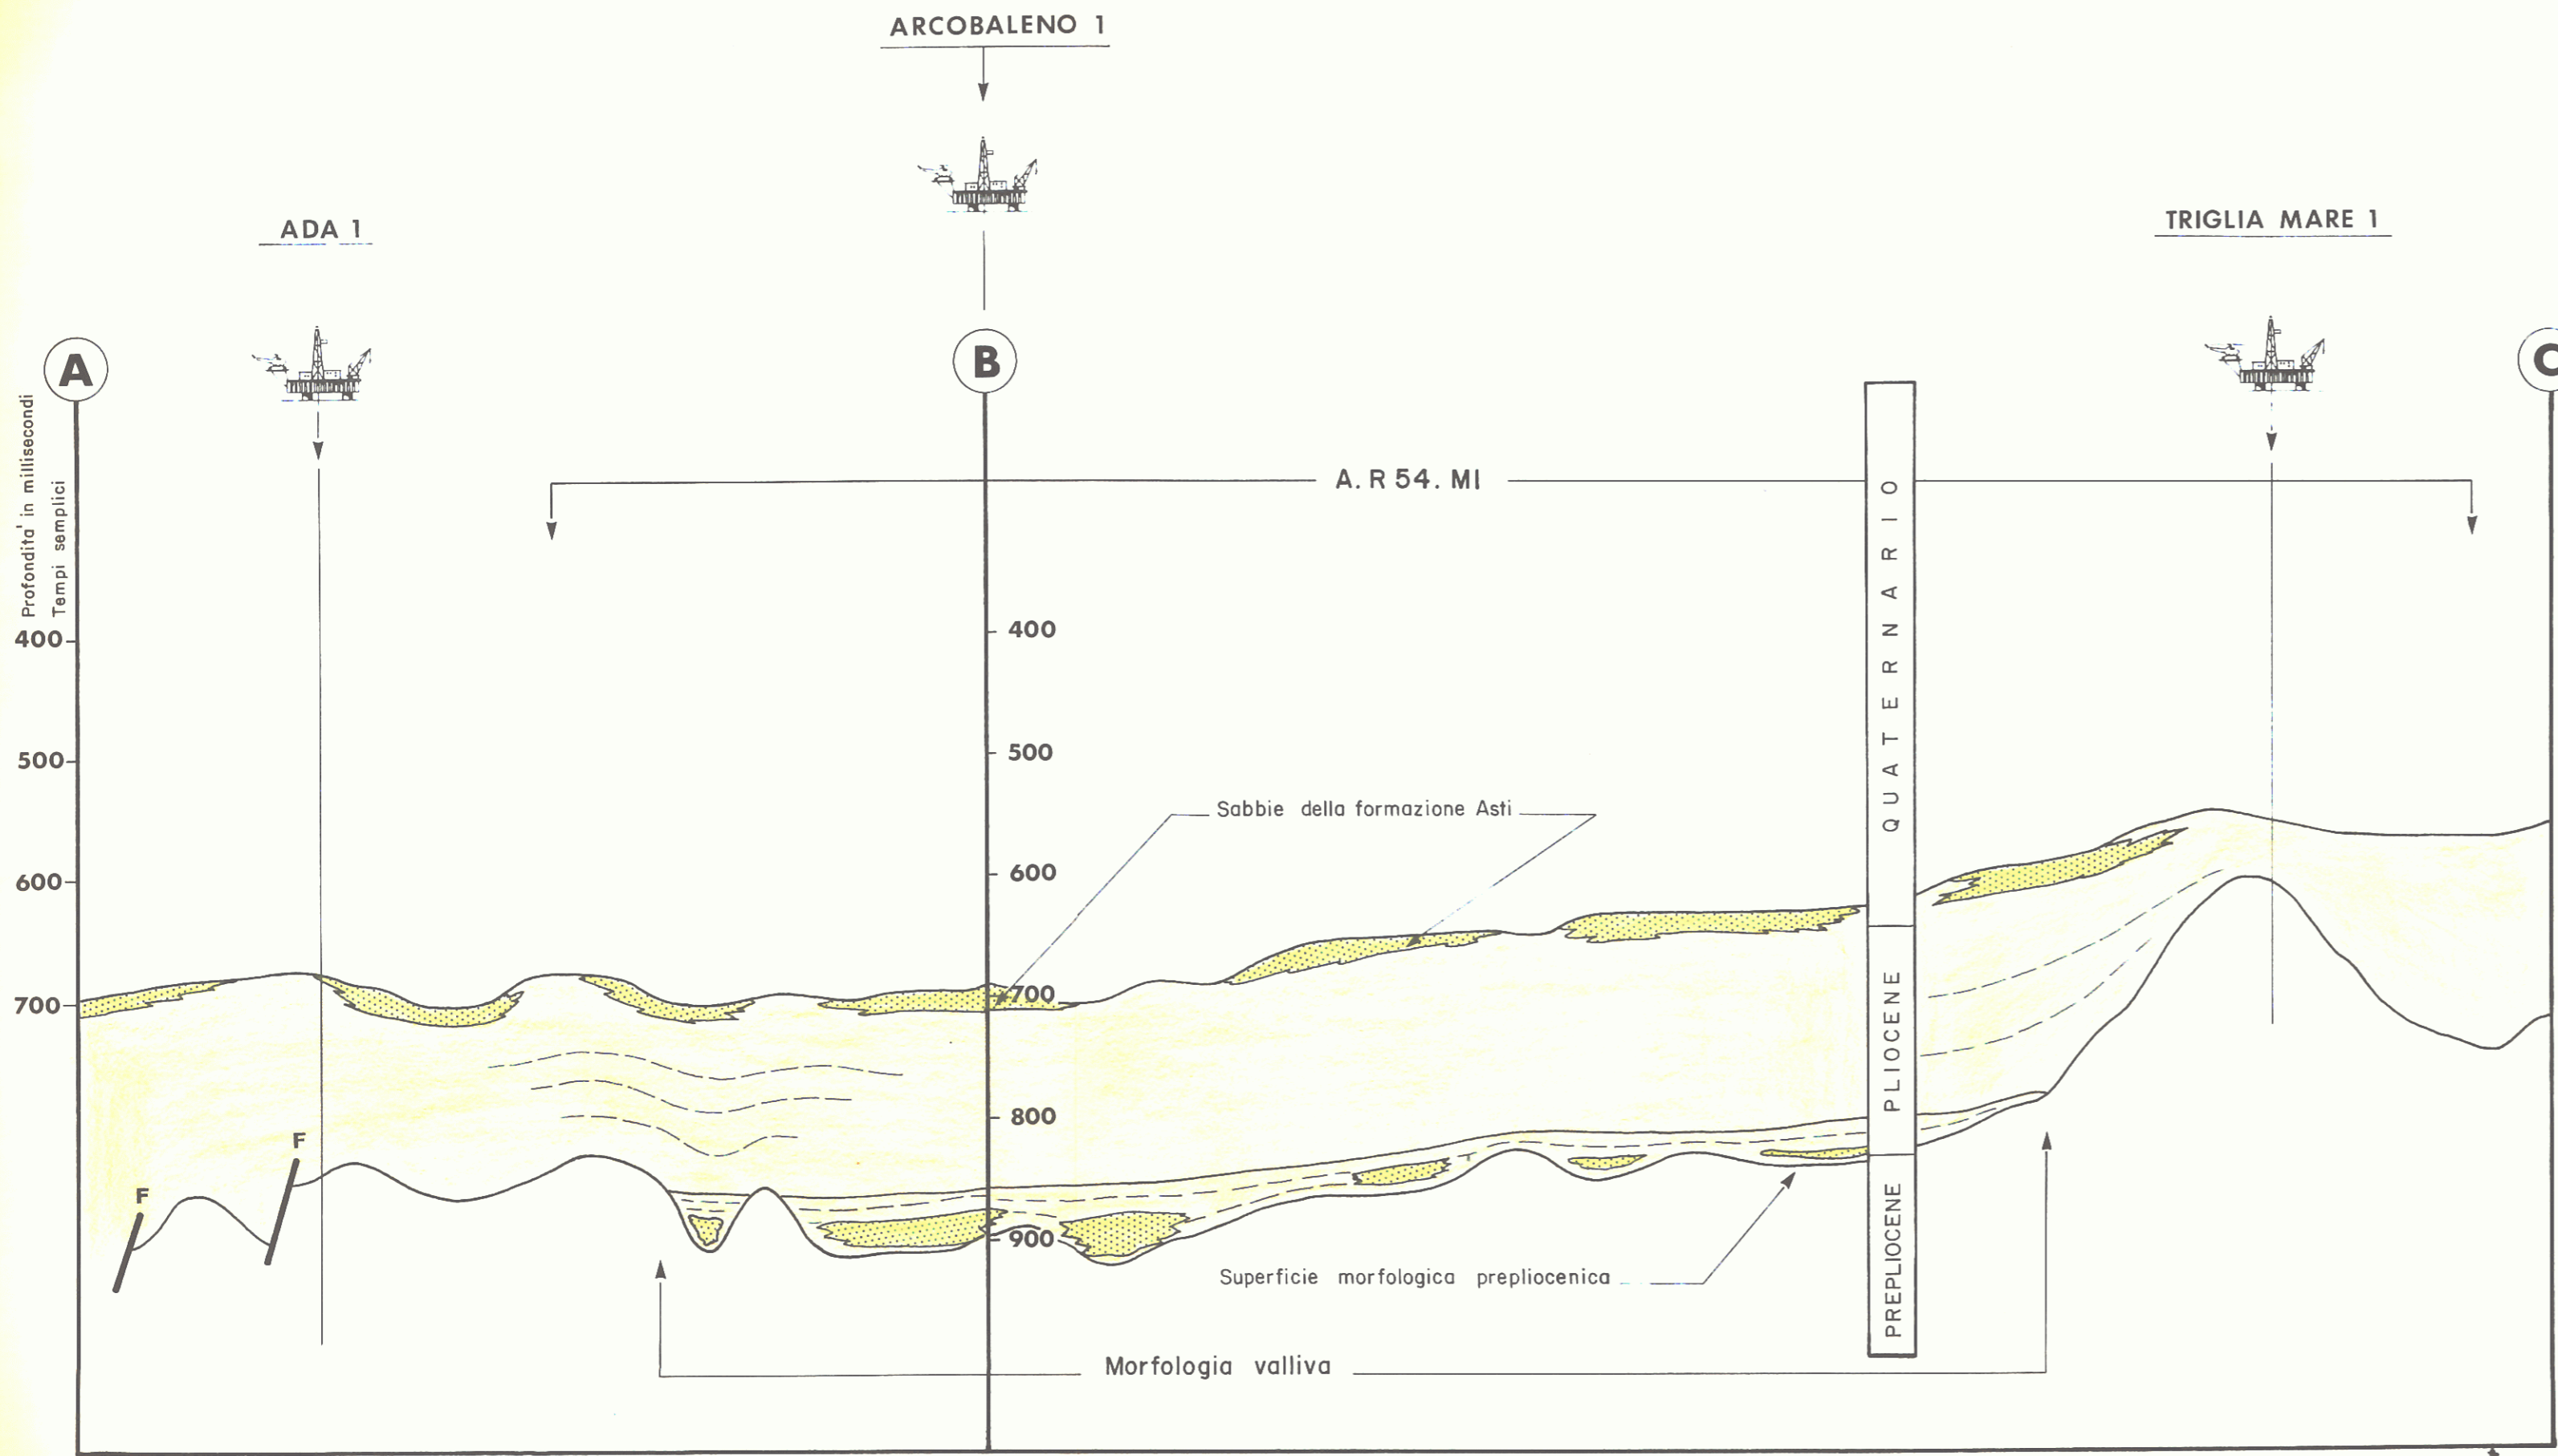 ARCOBALENO 1
ADA 1
TRIGLIA MARE 1
A
B
C
Profondita' in millisecondi
Tempi semplici
A. R 54. MI
QUATERNARIO
400
400
500
500
Sabbie della formazione Asti
600
600
700
700
PLIOCENE
800
F
F
900
Superficie morfologica prepliocenica
PREPLIOCENE
Morfologia valliva